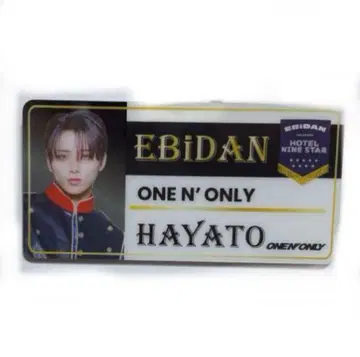 EBiDAN
ONE N' ONLY
HAYATO
ONE N' ONLY
EBiDAN
HOTEL
NINE STAR